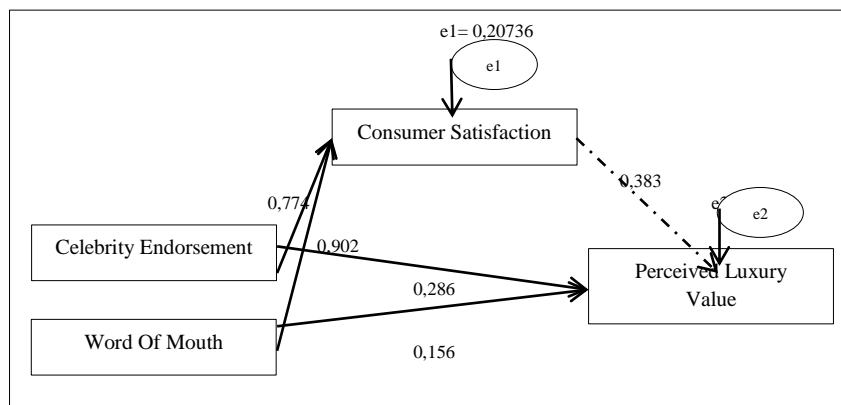 e1= 0,20736
e1
Consumer Satisfaction
0,383
0,774
e2
Celebrity Endorsement
0,902
Perceived Luxury
Value
0,286
Word Of Mouth
0,156